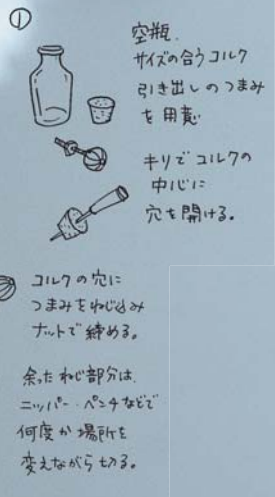 ①
空瓶.
サイズの合うコルク
引き出しのつまみ
を用意
キリでコルクの
中心に
穴を開ける。
コルクの穴に
つまみをねじ込み
ナットで締める。
余ったねじ部分は、
ニッパー・ペンチなどで
何度か場所を
変えながら切る。